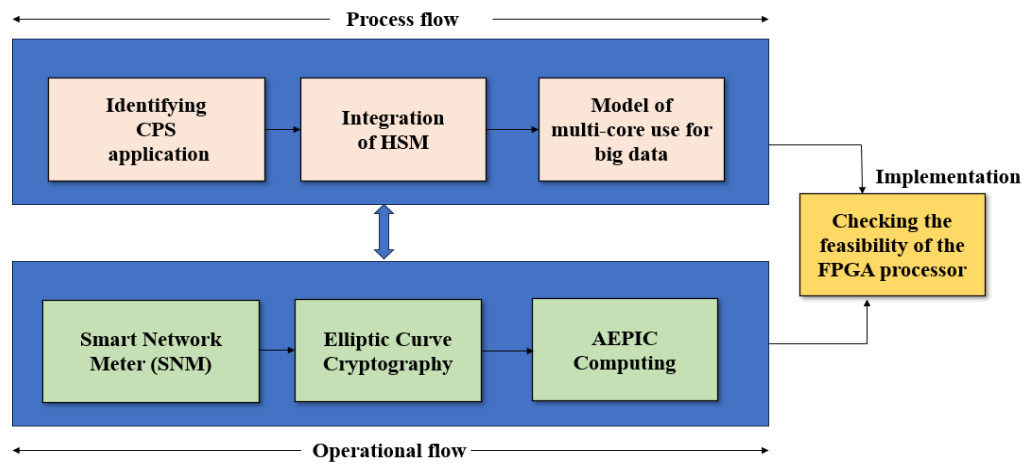 Process flow
Identifying
CPS
application
Integration
of HSM
Model of
multi-core use for
big data
Implementation
Checking the
feasibility of the
FPGA processor
Smart Network
Meter (SNM)
Elliptic Curve
Cryptography
AEPIC
Computing
Operational flow